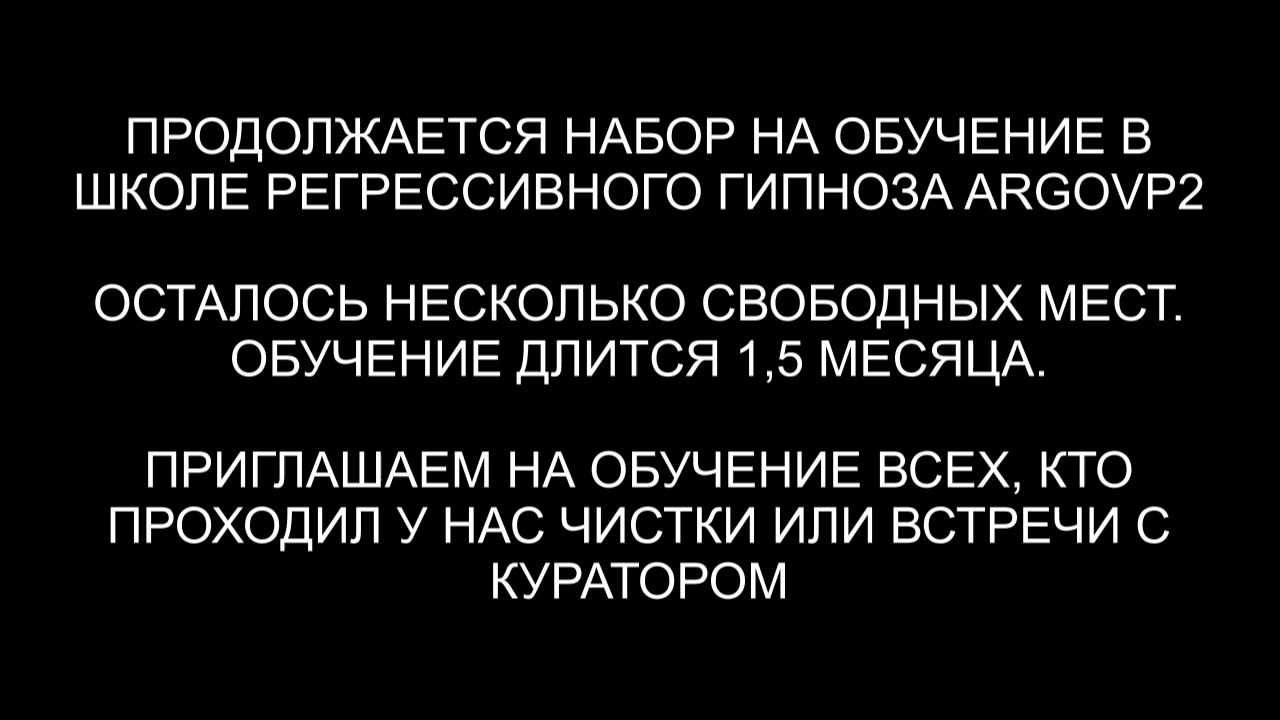 ПРОДОЛЖАЕТСЯ НАБОР НА ОБУЧЕНИЕ В
ШКОЛЕ РЕГРЕССИВНОГО ГИПНОЗА ARGOVP2
ОСТАЛОСЬ НЕСКОЛЬКО СВОБОДНЫХ МЕСТ.
ОБУЧЕНИЕ ДЛИТСЯ 1,5 МЕСЯЦА.
ПРИГЛАШАЕМ НА ОБУЧЕНИЕ ВСЕХ, КТО
ПРОХОДИЛ У НАС ЧИСТКИ ИЛИ ВСТРЕЧИ С
КУРАТОРОМ